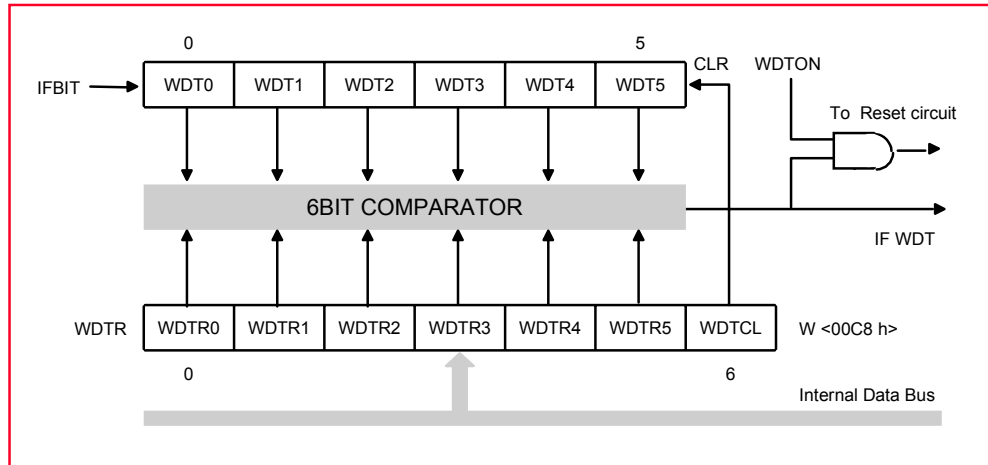 0 5
CLR WDTON
IFBIT WDT0 WDT1 WDT2 WDT3 WDT4 WDT5
To Reset circuit
6BIT COMPARATOR
IF WDT
WDTR WDTR0 WDTR1 WDTR2 WDTR3 WDTR4 WDTR5 WDTCL W <00C8 h>
0 6
Internal Data Bus